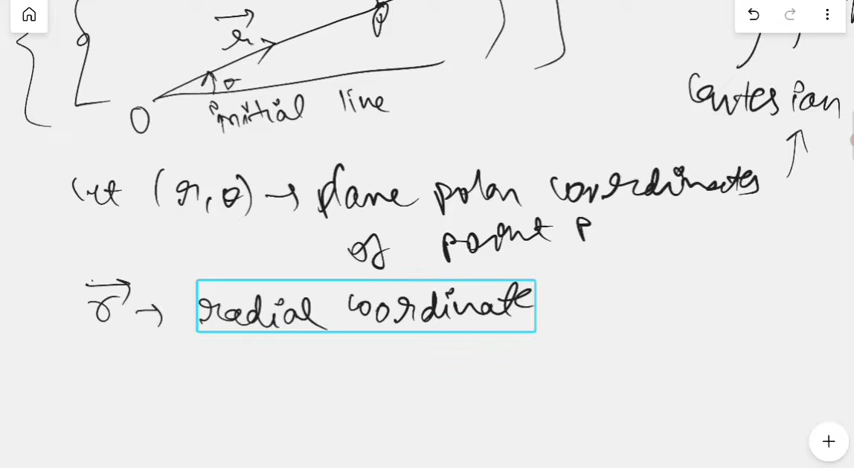 r
P
θ
O
initial line
Cartesian
Let (r, θ) → plane polar coordinates
of point P
r → radial coordinate